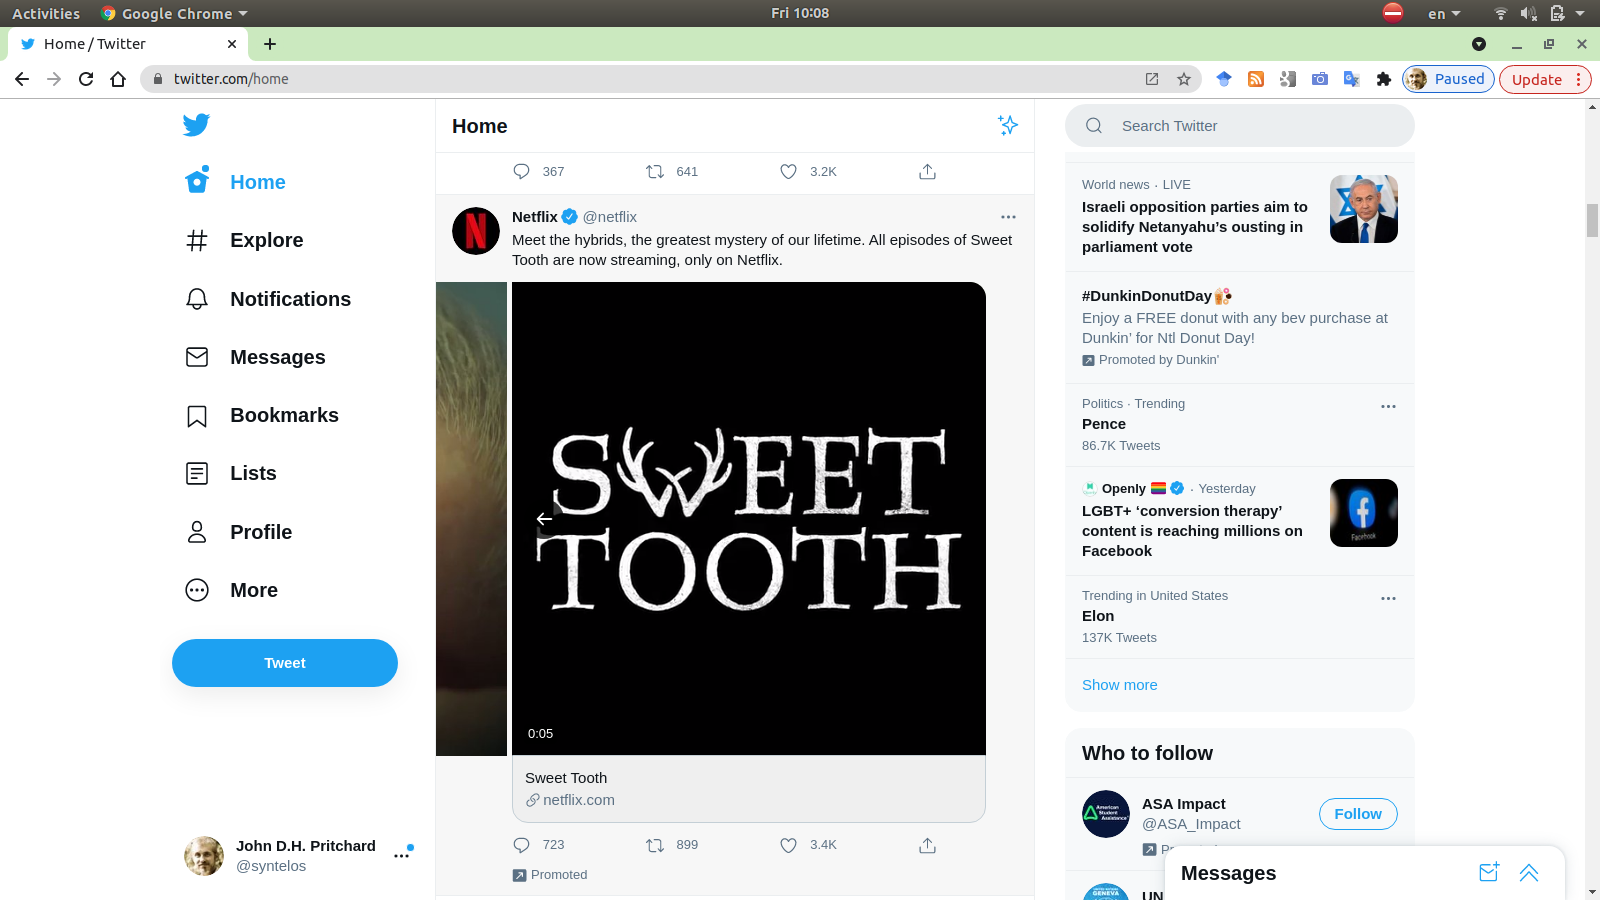 Activities
Google Chrome
Fri 10:08
en
Home / Twitter
twitter.com/home
Paused
Update
Home
Explore
Notifications
Messages
Bookmarks
Lists
Profile
More
Tweet
John D.H. Pritchard
@syntelos
Home
367 641 3.2K
Netflix @netflix
Meet the hybrids, the greatest mystery of our lifetime. All episodes of Sweet
Tooth are now streaming, only on Netflix.
SWEET
TOOTH
0:05
Sweet Tooth
netflix.com
723 899 3.4K
Promoted
Search Twitter
World news · LIVE
Israeli opposition parties aim to
solidify Netanyahu’s ousting in
parliament vote
#DunkinDonutDay
Enjoy a FREE donut with any bev purchase at
Dunkin’ for Ntl Donut Day!
Promoted by Dunkin'
Politics · Trending
Pence
86.7K Tweets
Openly · Yesterday
LGBT+ ‘conversion therapy’
content is reaching millions on
Facebook
Facebook
Trending in United States
Elon
137K Tweets
Show more
Who to follow
American
Student
Assistance
ASA Impact
@ASA_Impact
Follow
GENEVA
UN
Messages